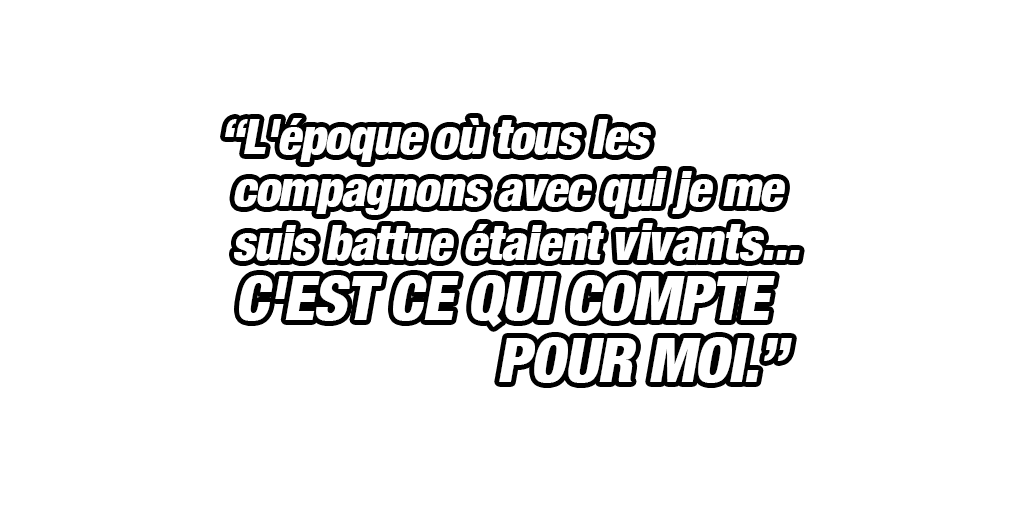 “L'époque où tous les
compagnons avec qui je me
suis battue étaient vivants...
C'EST CE QUI COMPTE
POUR MOI.”